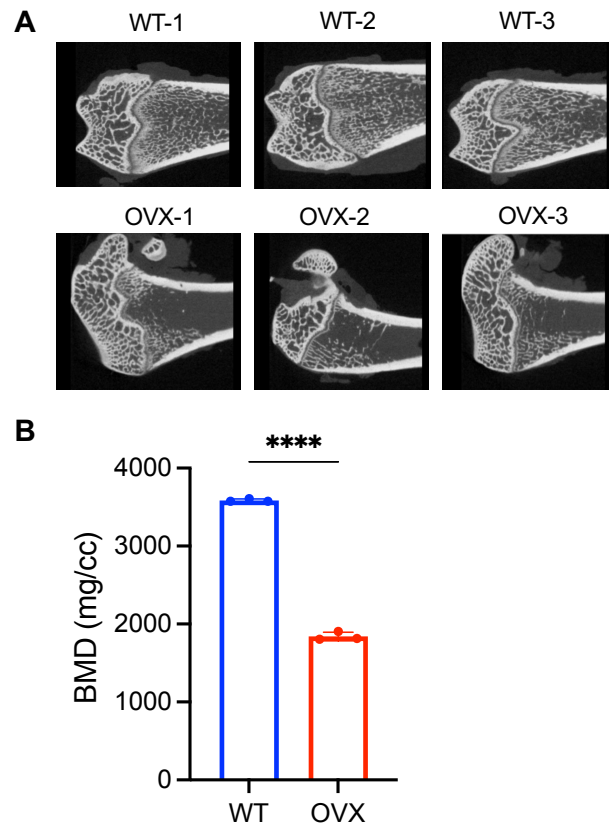 A
WT-1 WT-2 WT-3
OVX-1 OVX-2 OVX-3
B
****
4000
3000
2000
1000
0
BMD (mg/cc)
WT OVX